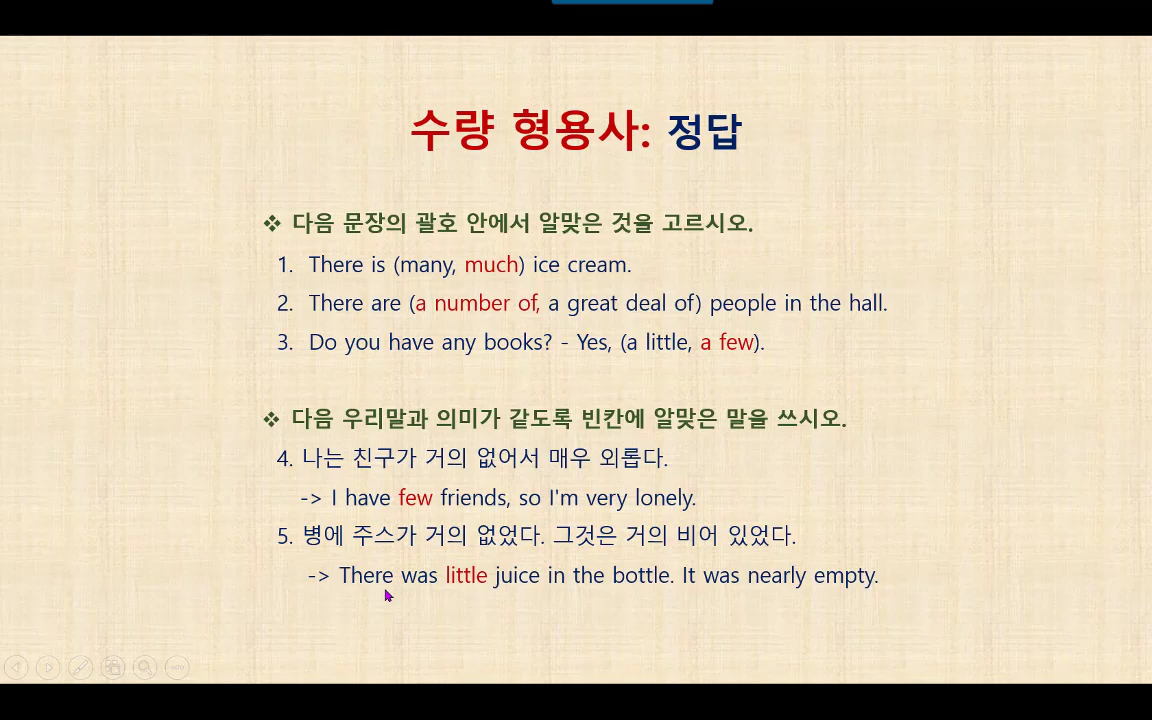 수량 형용사: 정답
❖ 다음 문장의 괄호 안에서 알맞은 것을 고르시오.
1. There is (many, much) ice cream.
2. There are (a number of, a great deal of) people in the hall.
3. Do you have any books? - Yes, (a little, a few).
❖ 다음 우리말과 의미가 같도록 빈칸에 알맞은 말을 쓰시오.
4. 나는 친구가 거의 없어서 매우 외롭다.
-> I have few friends, so I'm very lonely.
5. 병에 주스가 거의 없었다. 그것은 거의 비어 있었다.
-> There was little juice in the bottle. It was nearly empty.